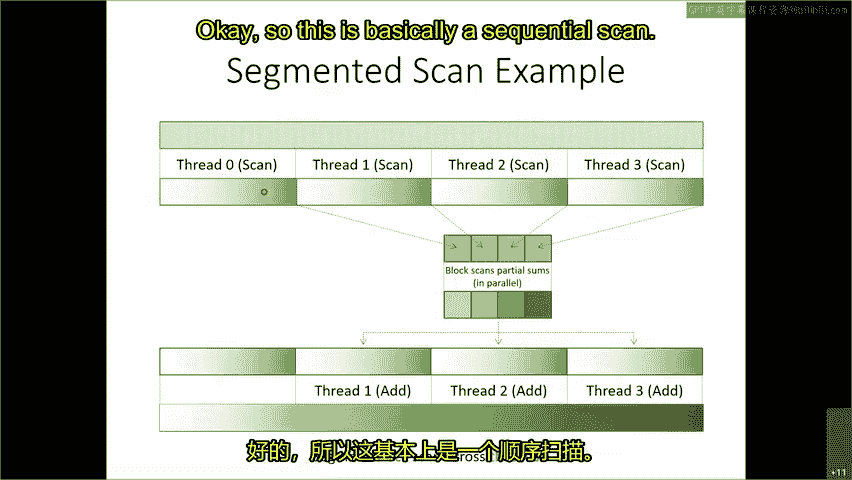 Okay, so this is basically a sequential scan.
Segmented Scan Example
Thread 0 (Scan) Thread 1 (Scan) Thread 2 (Scan) Thread 3 (Scan)
Block scans partial sums
(in parallel)
Thread 1 (Add) Thread 2 (Add) Thread 3 (Add)
好的，所以这基本上是一个顺序扫描。
+11